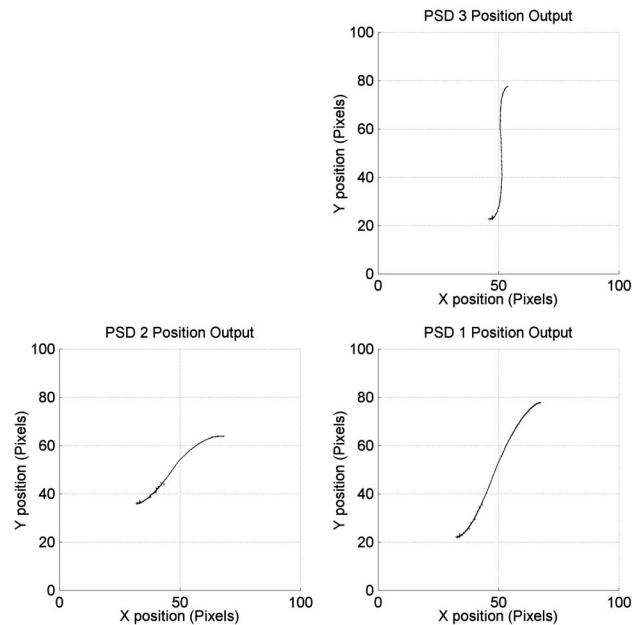 PSD 3 Position Output
100
80
60
40
20
0
Y position (Pixels)
0 50 100
X position (Pixels)
PSD 2 Position Output
100
80
60
40
20
0
Y position (Pixels)
0 50 100
X position (Pixels)
PSD 1 Position Output
100
80
60
40
20
0
Y position (Pixels)
0 50 100
X position (Pixels)